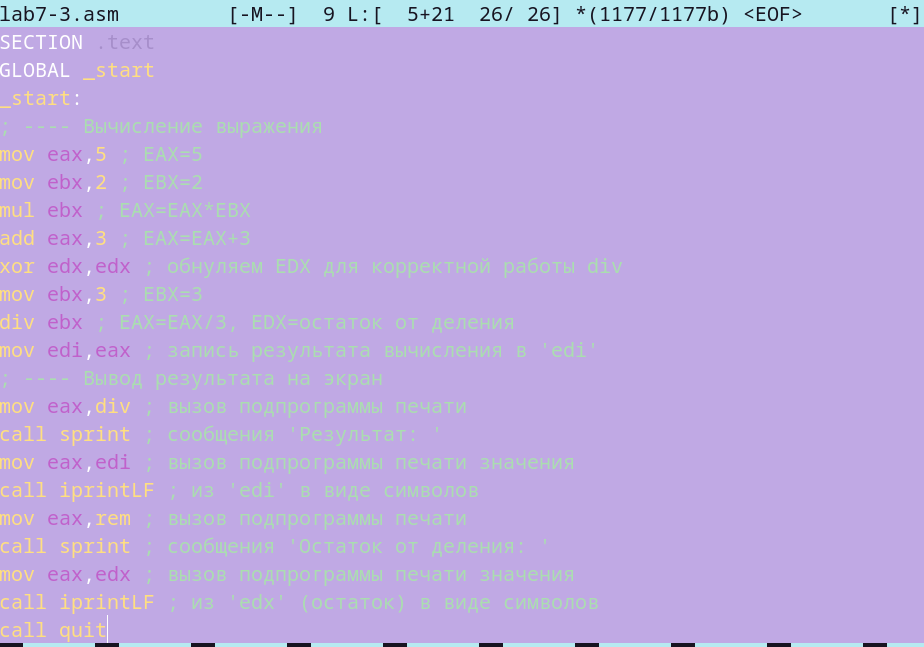 lab7-3.asm [-M--] 9 L:[ 5+21 26/ 26] *(1177/1177b) <EOF> [*]
SECTION .text
GLOBAL _start
_start:
; ---- Вычисление выражения
mov eax,5 ; EAX=5
mov ebx,2 ; EBX=2
mul ebx ; EAX=EAX*EBX
add eax,3 ; EAX=EAX+3
xor edx,edx ; обнуляем EDX для корректной работы div
mov ebx,3 ; EBX=3
div ebx ; EAX=EAX/3, EDX=остаток от деления
mov edi,eax ; запись результата вычисления в 'edi'
; ---- Вывод результата на экран
mov eax,div ; вызов подпрограммы печати
call sprint ; сообщения 'Результат: '
mov eax,edi ; вызов подпрограммы печати значения
call iprintLF ; из 'edi' в виде символов
mov eax,rem ; вызов подпрограммы печати
call sprint ; сообщения 'Остаток от деления: '
mov eax,edx ; вызов подпрограммы печати значения
call iprintLF ; из 'edx' (остаток) в виде символов
call quit